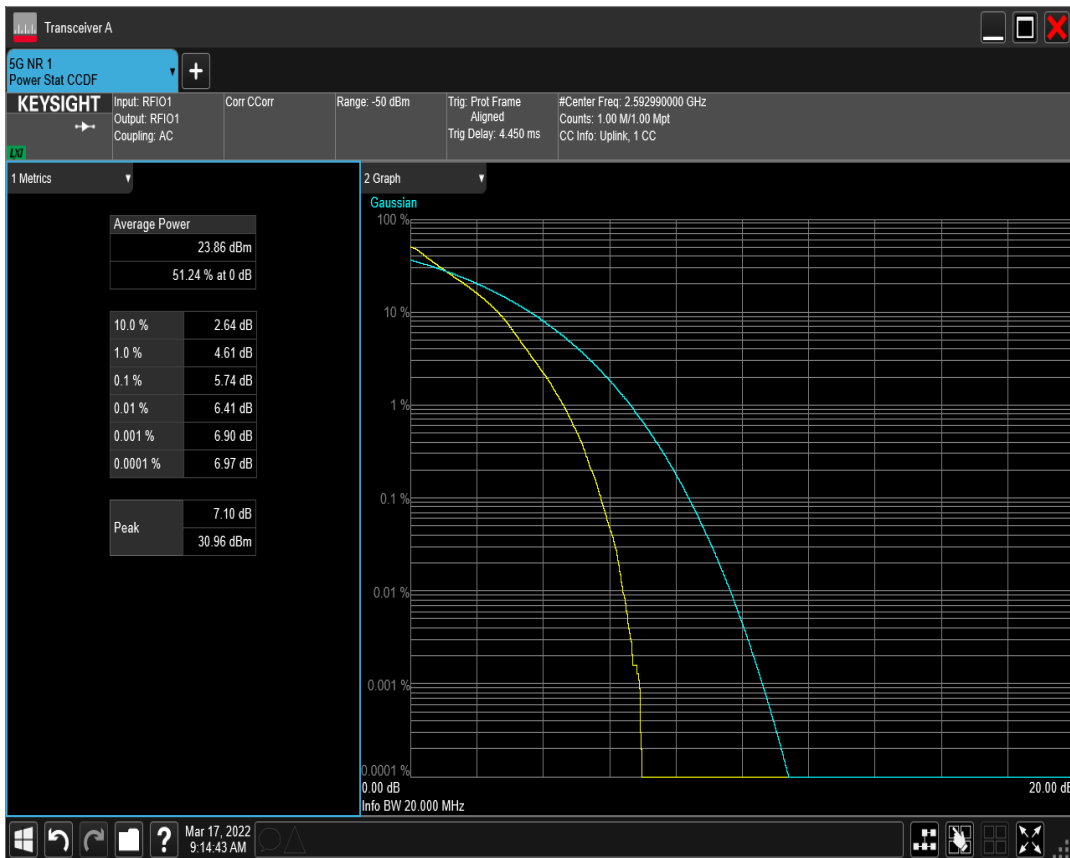 Transceiver A
5G NR 1
Power Stat CCDF
KEYSIGHT
LXI
Input: RFIO1
Output: RFIO1
Coupling: AC
Corr CCorr
Range: -50 dBm
Trig: Prot Frame
Aligned
Trig Delay: 4.450 ms
#Center Freq: 2.592990000 GHz
Counts: 1.00 M/1.00 Mpt
CC Info: Uplink, 1 CC
1 Metrics
Average Power
23.86 dBm
51.24 % at 0 dB
10.0 % 2.64 dB
1.0 % 4.61 dB
0.1 % 5.74 dB
0.01 % 6.41 dB
0.001 % 6.90 dB
0.0001 % 6.97 dB
Peak
7.10 dB
30.96 dBm
2 Graph
Gaussian
100 %
10 %
1 %
0.1 %
0.01 %
0.001 %
0.0001 %
0.00 dB 20.00 dB
Info BW 20.000 MHz
?
Mar 17, 2022
9:14:43 AM